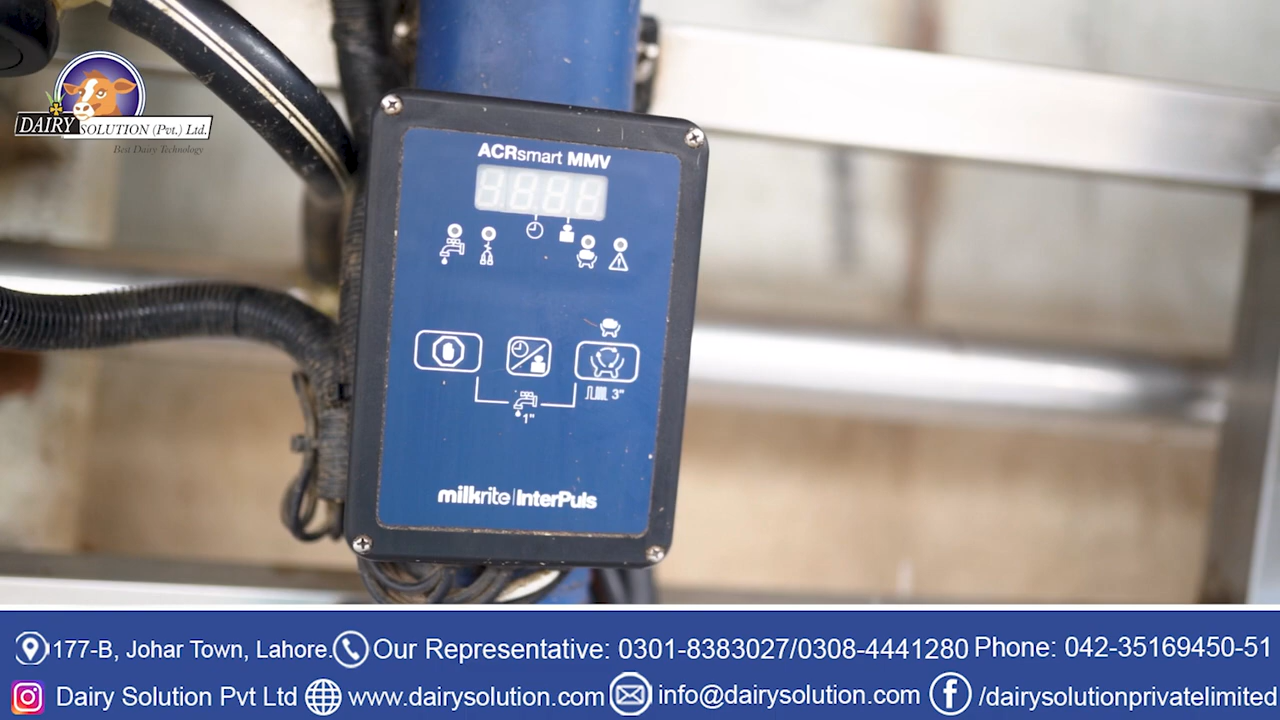 DAIRY SOLUTION (Pvt.) Ltd.
Best Dairy Technology
ACRsmart MMV
3"
1"
milkrite InterPuls
177-B, Johar Town, Lahore. Our Representative: 0301-8383027/0308-4441280 Phone: 042-35169450-51
Dairy Solution Pvt Ltd www.dairysolution.com info@dairysolution.com /dairysolutionprivatelimited